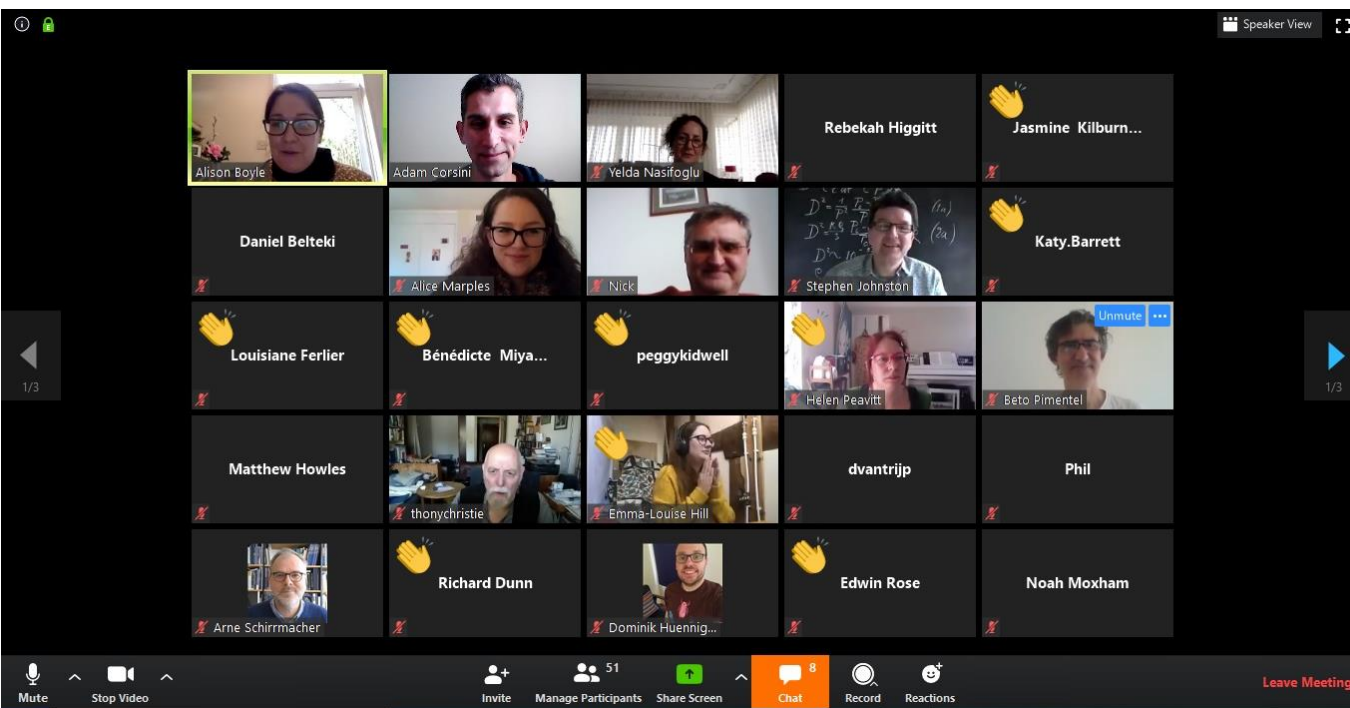 Speaker View
Alison Boyle
Adam Corsini
Yelda Nasifoglu
Rebekah Higgitt
Jasmine Kilburn...
Daniel Belteki
Alice Marples
Nick
Stephen Johnston
Katy.Barrett
Louisiane Ferlier
Bénédicte Miya...
peggykidwell
Helen Peavitt
Unmute
Beto Pimentel
1/3
1/3
Matthew Howles
thonychristie
Emma-Louise Hill
dvantrijp
Phil
Arne Schirrmacher
Richard Dunn
Dominik Huennig...
Edwin Rose
Noah Moxham
Mute
Stop Video
Invite
51
Manage Participants
Share Screen
8
Chat
Record
Reactions
Leave Meeting